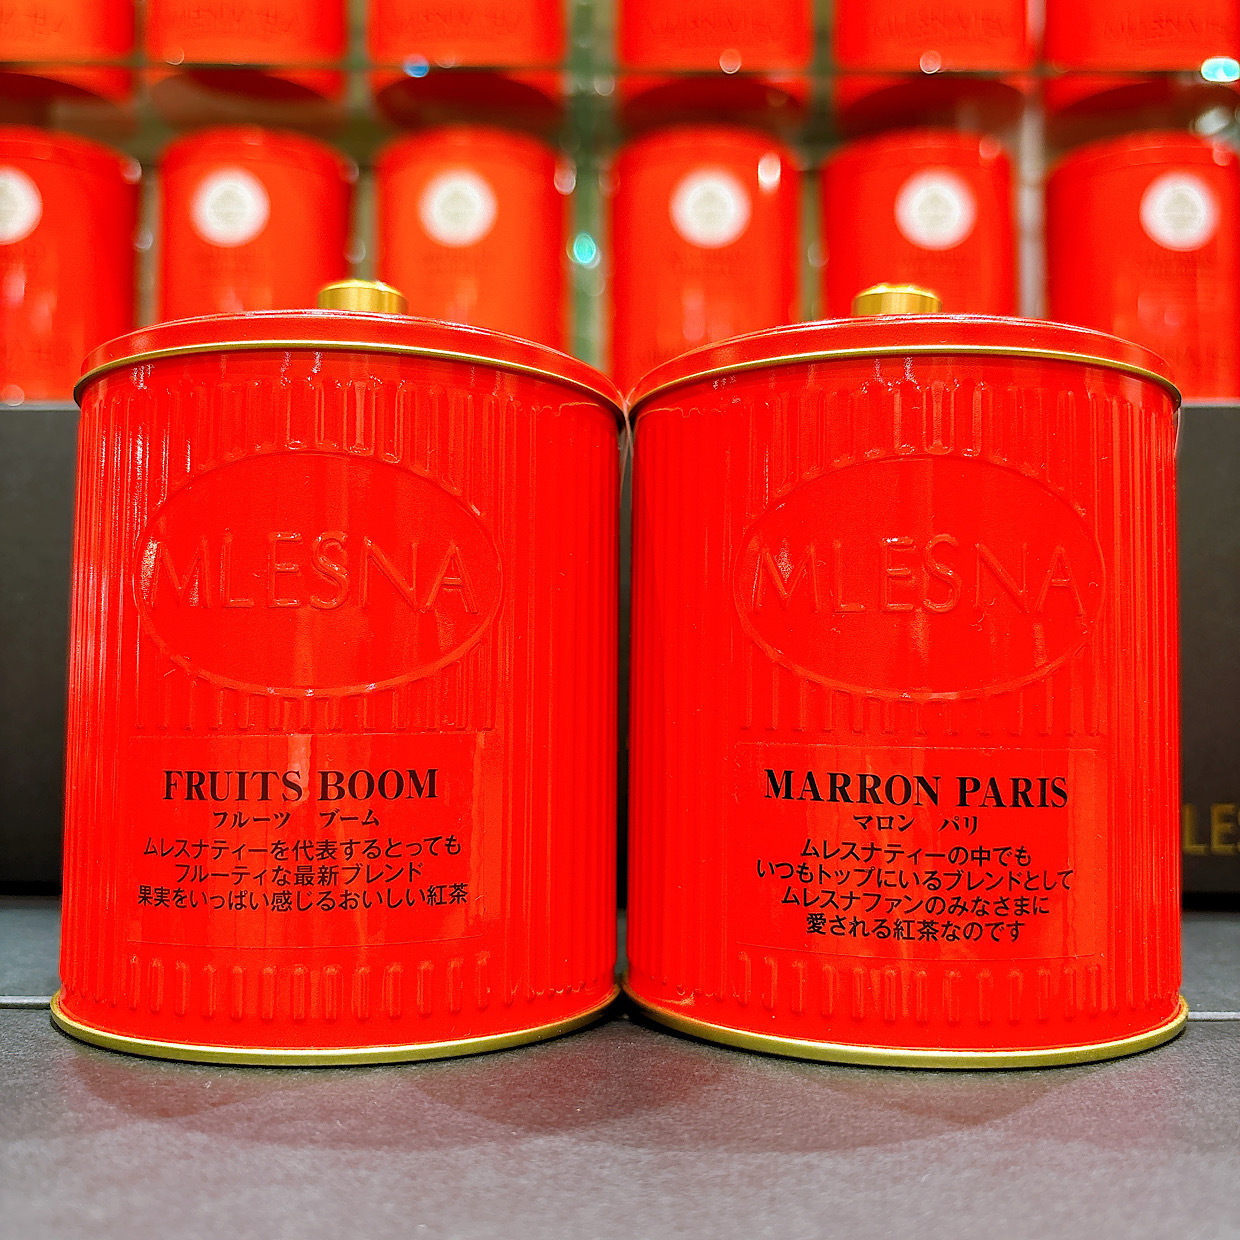 MLESNA
FRUITS BOOM
フルーツ ブーム
ムレスナティーを代表するとっても
フルーティな最新ブレンド
果実をいっぱい感じるおいしい紅茶
MLESNA
MARRON PARIS
マロン パリ
ムレスナティーの中でも
いつもトップにいるブレンドとして
ムレスナファンのみなさまに
愛される紅茶なのです
LES